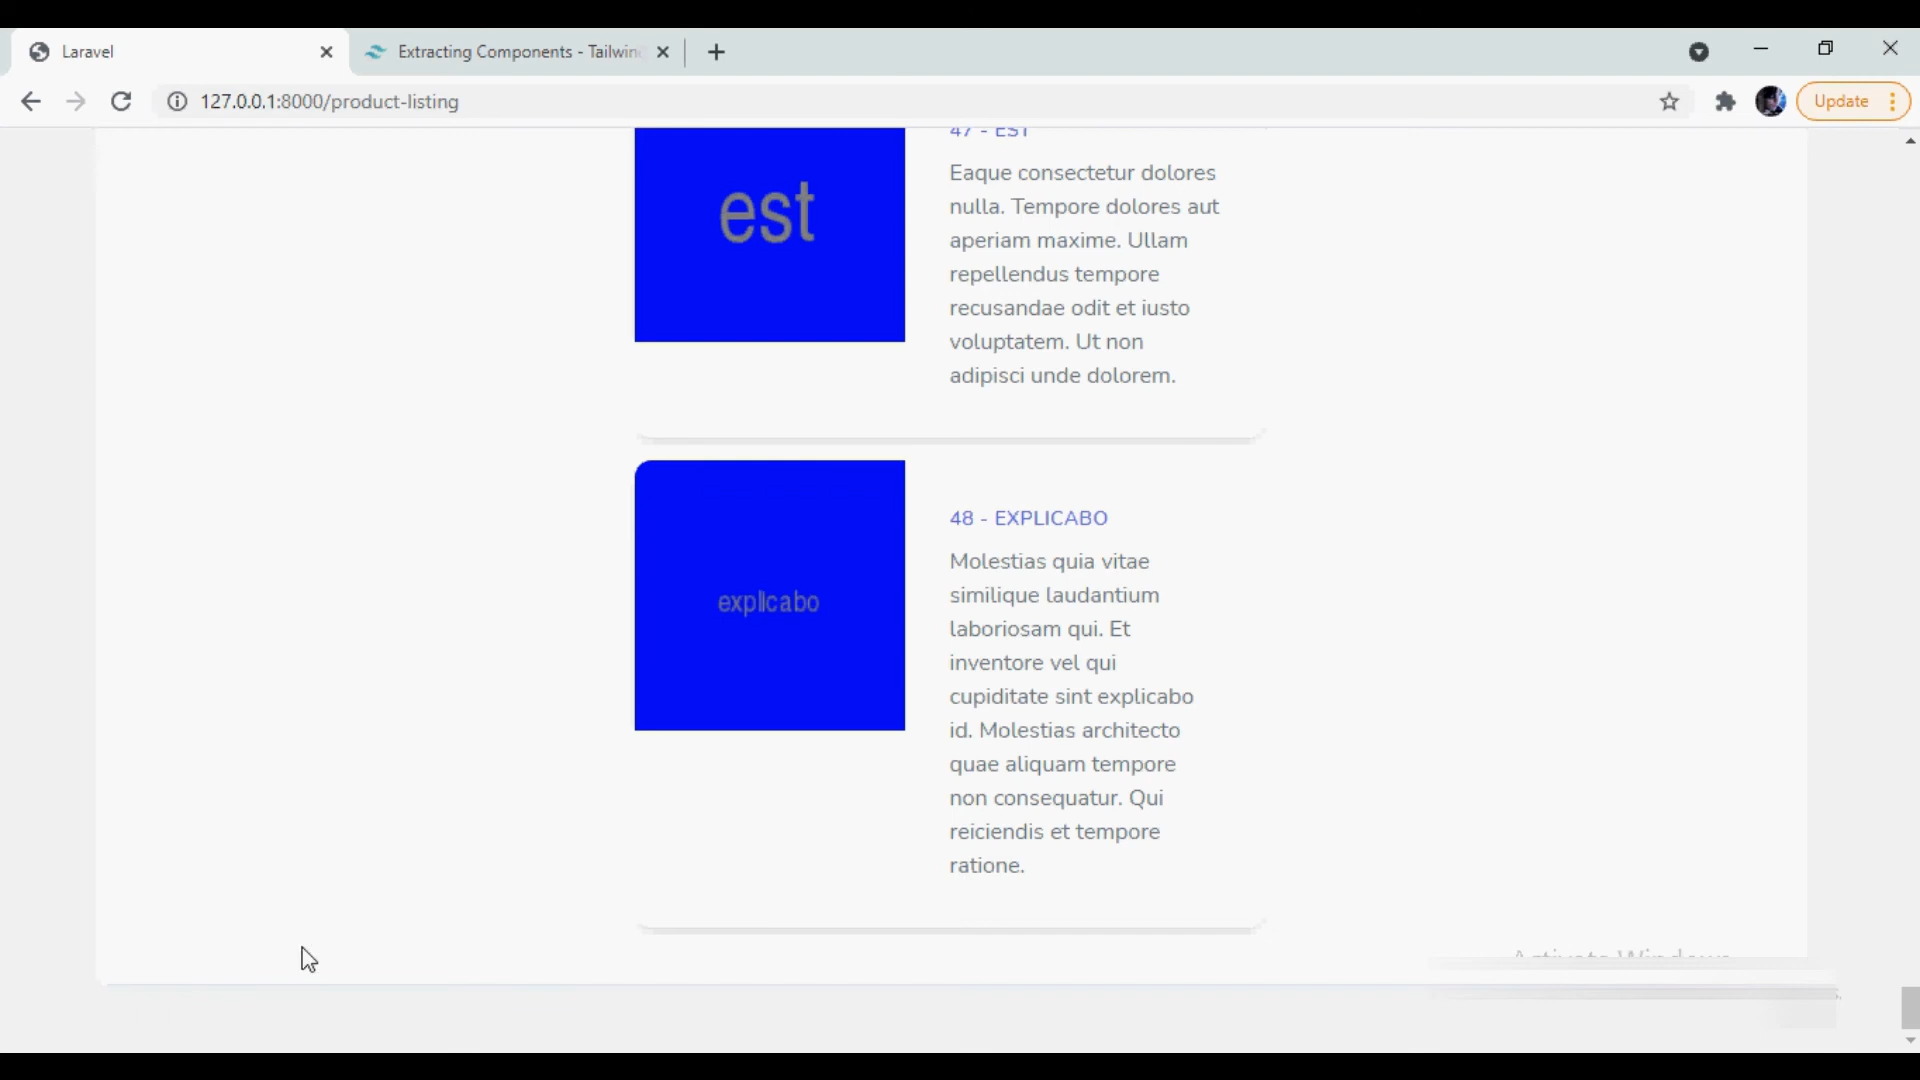 Laravel
Extracting Components - Tailwin
127.0.0.1:8000/product-listing
Update
47 - EST
est
Eaque consectetur dolores
nulla. Tempore dolores aut
aperiam maxime. Ullam
repellendus tempore
recusandae odit et iusto
voluptatem. Ut non
adipisci unde dolorem.
explicabo
48 - EXPLICABO
Molestias quia vitae
similique laudantium
laboriosam qui. Et
inventore vel qui
cupiditate sint explicabo
id. Molestias architecto
quae aliquam tempore
non consequatur. Qui
reiciendis et tempore
ratione.
Activate Windows